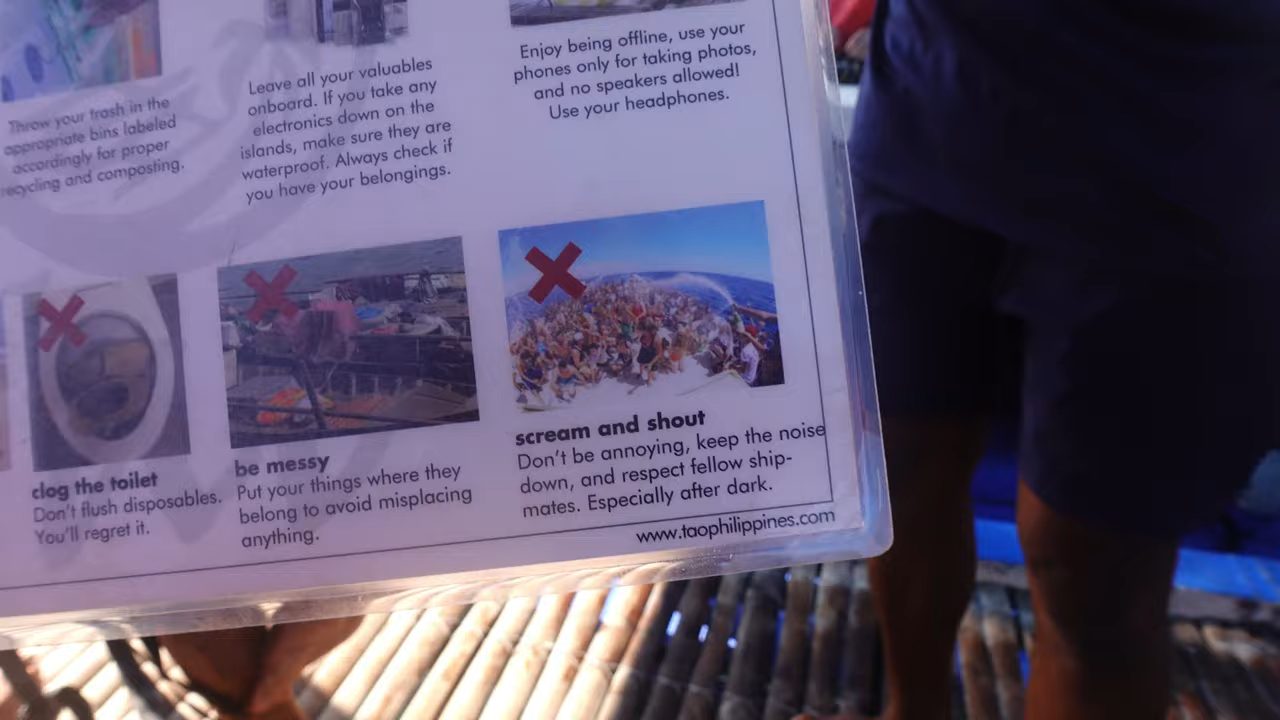 Throw your trash in the
appropriate bins labeled
accordingly for proper
recycling and composting.
Leave all your valuables
onboard. If you take any
electronics down on the
islands, make sure they are
waterproof. Always check if
you have your belongings.
Enjoy being offline, use your
phones only for taking photos,
and no speakers allowed!
Use your headphones.
clog the toilet
Don't flush disposables.
You'll regret it.
be messy
Put your things where they
belong to avoid misplacing
anything.
scream and shout
Don't be annoying, keep the noise
down, and respect fellow ship-
mates. Especially after dark.
www.taophilippines.com